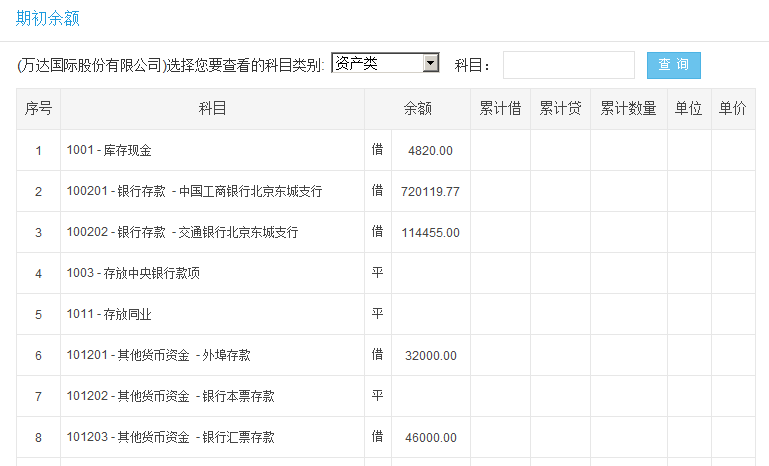 期初余额
(万达国际股份有限公司)选择您要查看的科目类别: 资产类 科目： 查 询
序号 科目 余额 累计借 累计贷 累计数量 单位 单价
1 1001 - 库存现金 借 4820.00
2 100201 - 银行存款 - 中国工商银行北京东城支行 借 720119.77
3 100202 - 银行存款 - 交通银行北京东城支行 借 114455.00
4 1003 - 存放中央银行款项 平
5 1011 - 存放同业 平
6 101201 - 其他货币资金 - 外埠存款 借 32000.00
7 101202 - 其他货币资金 - 银行本票存款 平
8 101203 - 其他货币资金 - 银行汇票存款 借 46000.00